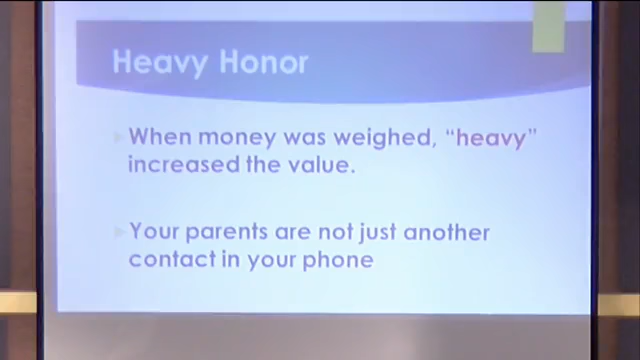 Heavy Honor
When money was weighed, “heavy”
increased the value.
Your parents are not just another
contact in your phone